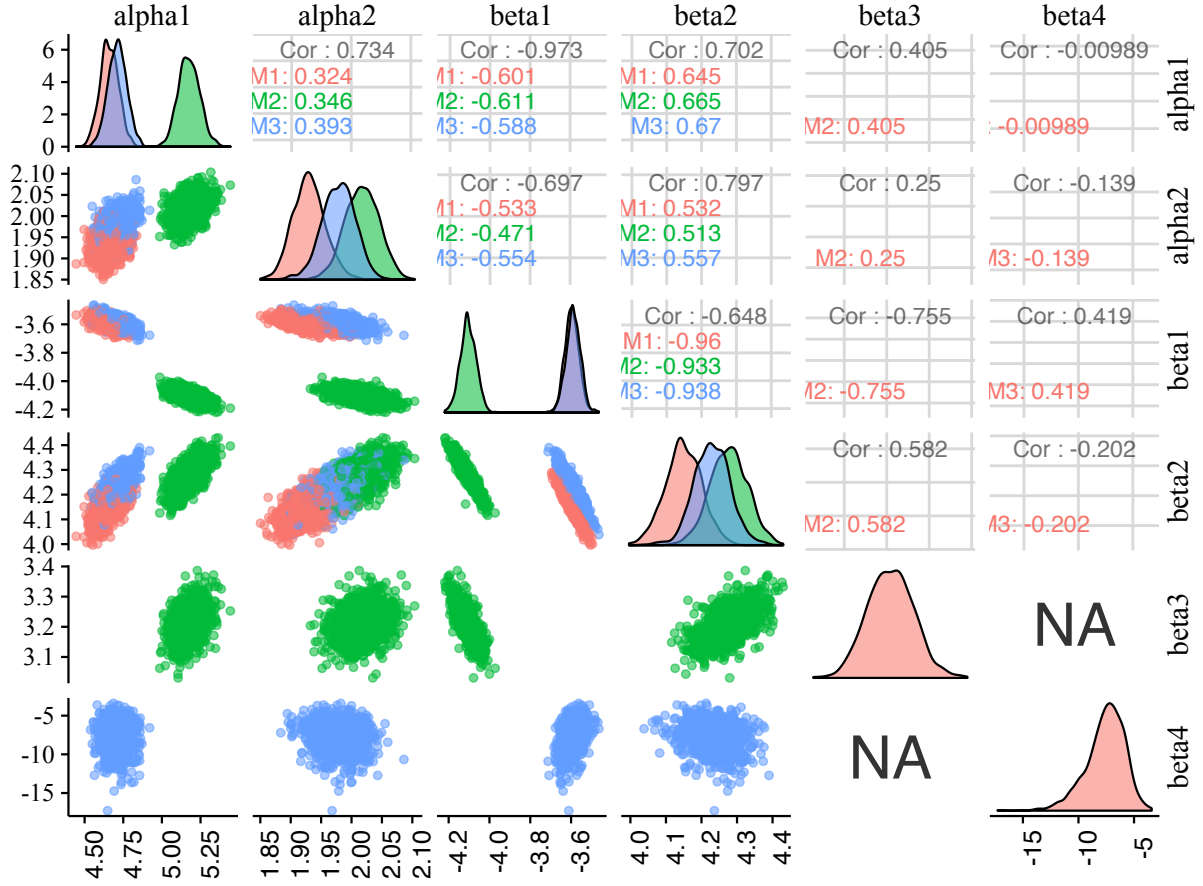 alpha1 alpha2 beta1 beta2 beta3 beta4
6
4
2
0
Cor : 0.734
M1: 0.324
M2: 0.346
M3: 0.393
Cor : -0.973
M1: -0.601
M2: -0.611
M3: -0.588
Cor : 0.702
M1: 0.645
M2: 0.665
M3: 0.67
Cor : 0.405
M2: 0.405
Cor : -0.00989
: -0.00989
alpha1
2.10
2.05
2.00
1.95
1.90
1.85
Cor : -0.697
M1: -0.533
M2: -0.471
M3: -0.554
Cor : 0.797
M1: 0.532
M2: 0.513
M3: 0.557
Cor : 0.25
M2: 0.25
Cor : -0.139
M3: -0.139
alpha2
-3.6
-3.8
-4.0
-4.2
Cor : -0.648
M1: -0.96
M2: -0.933
M3: -0.938
Cor : -0.755
M2: -0.755
Cor : 0.419
M3: 0.419
beta1
4.4
4.3
4.2
4.1
4.0
Cor : 0.582
M2: 0.582
Cor : -0.202
M3: -0.202
beta2
3.4
3.3
3.2
3.1
NA
beta3
-5
-10
-15
NA
beta4
4.50 4.75 5.00 5.25
1.85 1.90 1.95 2.00 2.05 2.10
-4.2 -4.0 -3.8 -3.6
4.0 4.1 4.2 4.3 4.4
-15 -10 -5